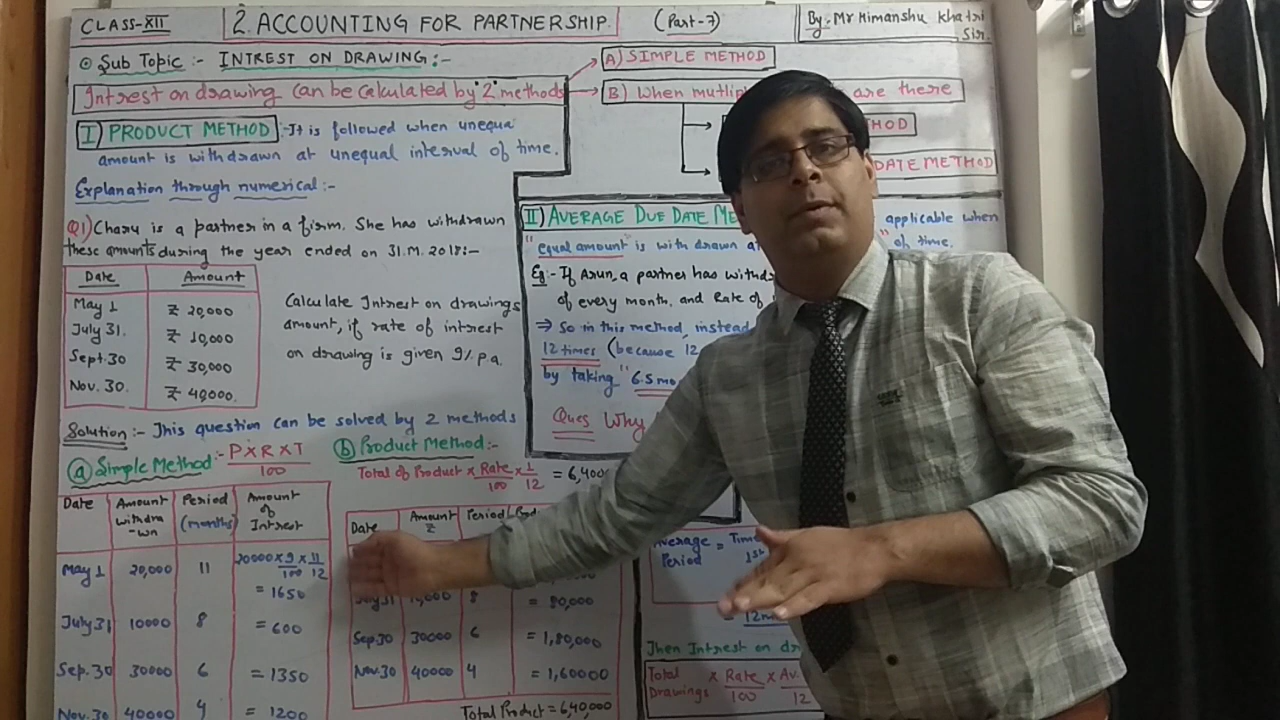 CLASS-XII
2. ACCOUNTING FOR PARTNERSHIP.
(Part-7)
By:- Mr Himanshu Khatri
Sir.
Sub Topic:- INTREST ON DRAWING:-
Intrest on drawing can be calculated by "2" methods
A) SIMPLE METHOD
B) When mutlip are there
HOD
DATE METHOD
I) PRODUCT METHOD:- It is followed when unequa
amount is withdrawn at unequal interval of time.
Explanation through numerical:-
Q1) Charu is a partner in a firm. She has withdrawn
these amunts during the year ended on 31.M.2018:-
Date Amount
May 1 ₹ 20,000
July 31. ₹ 10,000
Sept.30 ₹ 30,000
Nov. 30. ₹ 40000.
Calculate Intrest on drawings
amount, if rate of interest
on drawing is given 9% p.a.
Solution:- This question can be solved by 2 methods
(a) Simple Method:- P×R×T/100
Date Amount withdra-wn Period (months) Amount of Intrest
May 1 20,000 11 20000×9/100×11/12
= 1650
July 31 10000 8 = 600
Sep. 30 30000 6 = 1350
Nov. 30 40000 4 = 1200
(b) Product Method:-
Total of Product × Rate/100 × 1/12 = 6,400
Date Amount ₹ Period
July 31 10,000 8 = 80,000
Sep.30 30000 6 = 1,80,000
Nov.30 40000 4 = 1,60000
Total Product = 6,40,000
II) AVERAGE DUE DATE ME
applicable when
"equal amount" is with drawn a
" of time.
Eg:- If Arun, a partner has withd
of every month, and Rate of
⇒ So in this method, instead
12 times (because 12
by taking "6.5 mo
Ques Why
Average Period = Time
1st
12m
Then Intrest on dr
Total Drawings × Rate/100 × Av. /12